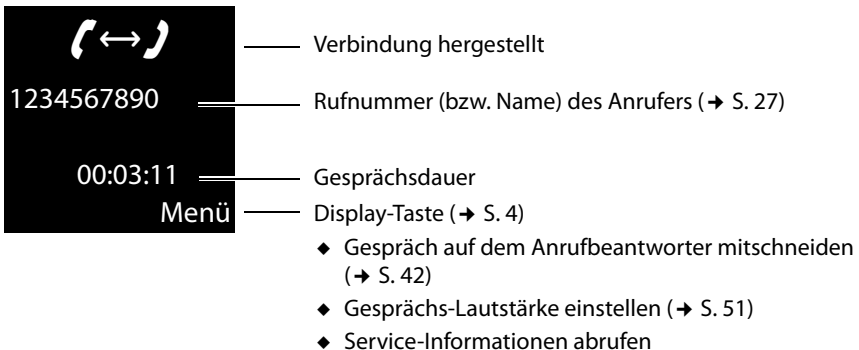 Verbindung hergestellt
1234567890 Rufnummer (bzw. Name) des Anrufers (➔ S. 27)
00:03:11 Gesprächsdauer
Menü Display-Taste (➔ S. 4)
◆ Gespräch auf dem Anrufbeantworter mitschneiden
(➔ S. 42)
◆ Gesprächs-Lautstärke einstellen (➔ S. 51)
◆ Service-Informationen abrufen